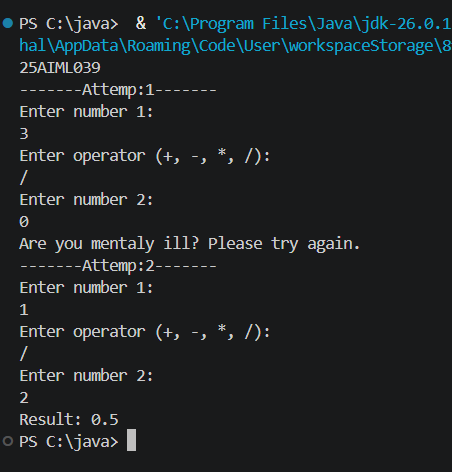 PS C:\java>  & 'C:\Program Files\Java\jdk-26.0.1
hal\AppData\Roaming\Code\User\workspaceStorage\8
25AIML039
-------Attemp:1-------
Enter number 1:
3
Enter operator (+, -, *, /):
/
Enter number 2:
0
Are you mentaly ill? Please try again.
-------Attemp:2-------
Enter number 1:
1
Enter operator (+, -, *, /):
/
Enter number 2:
2
Result: 0.5
PS C:\java>